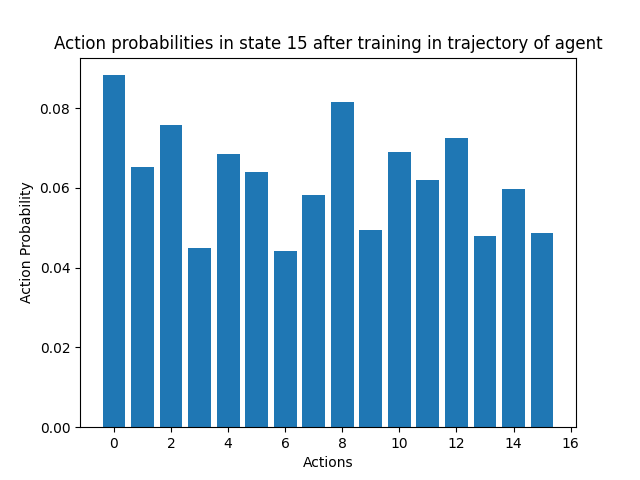 Action probabilities in state 15 after training in trajectory of agent
0.08
0.06
0.04
0.02
0.00
Action Probability
0 2 4 6 8 10 12 14 16
Actions